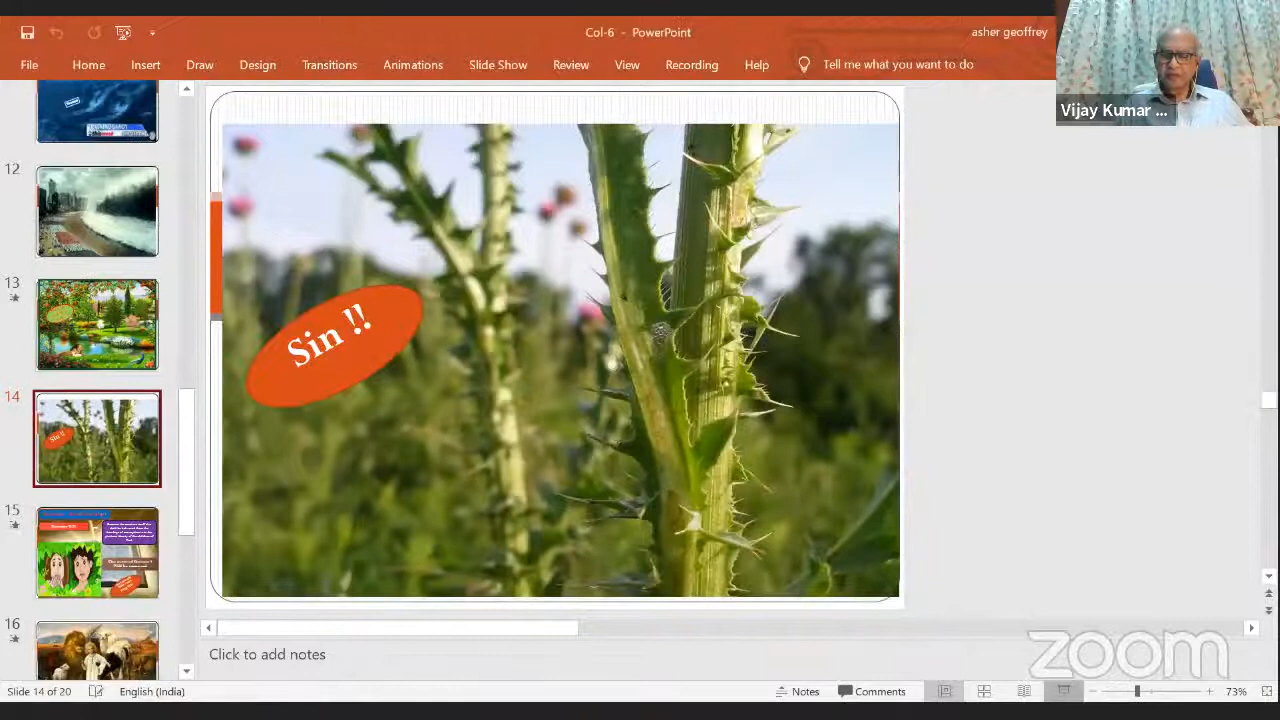 Col-6 - PowerPoint
asher geoffrey
File Home Insert Draw Design Transitions Animations Slide Show Review View Recording Help Tell me what you want to do
Vijay Kumar ...
12
13
14
15
16
Sin !!
Click to add notes
zoom
Slide 14 of 20 English (India) Notes Comments 73%